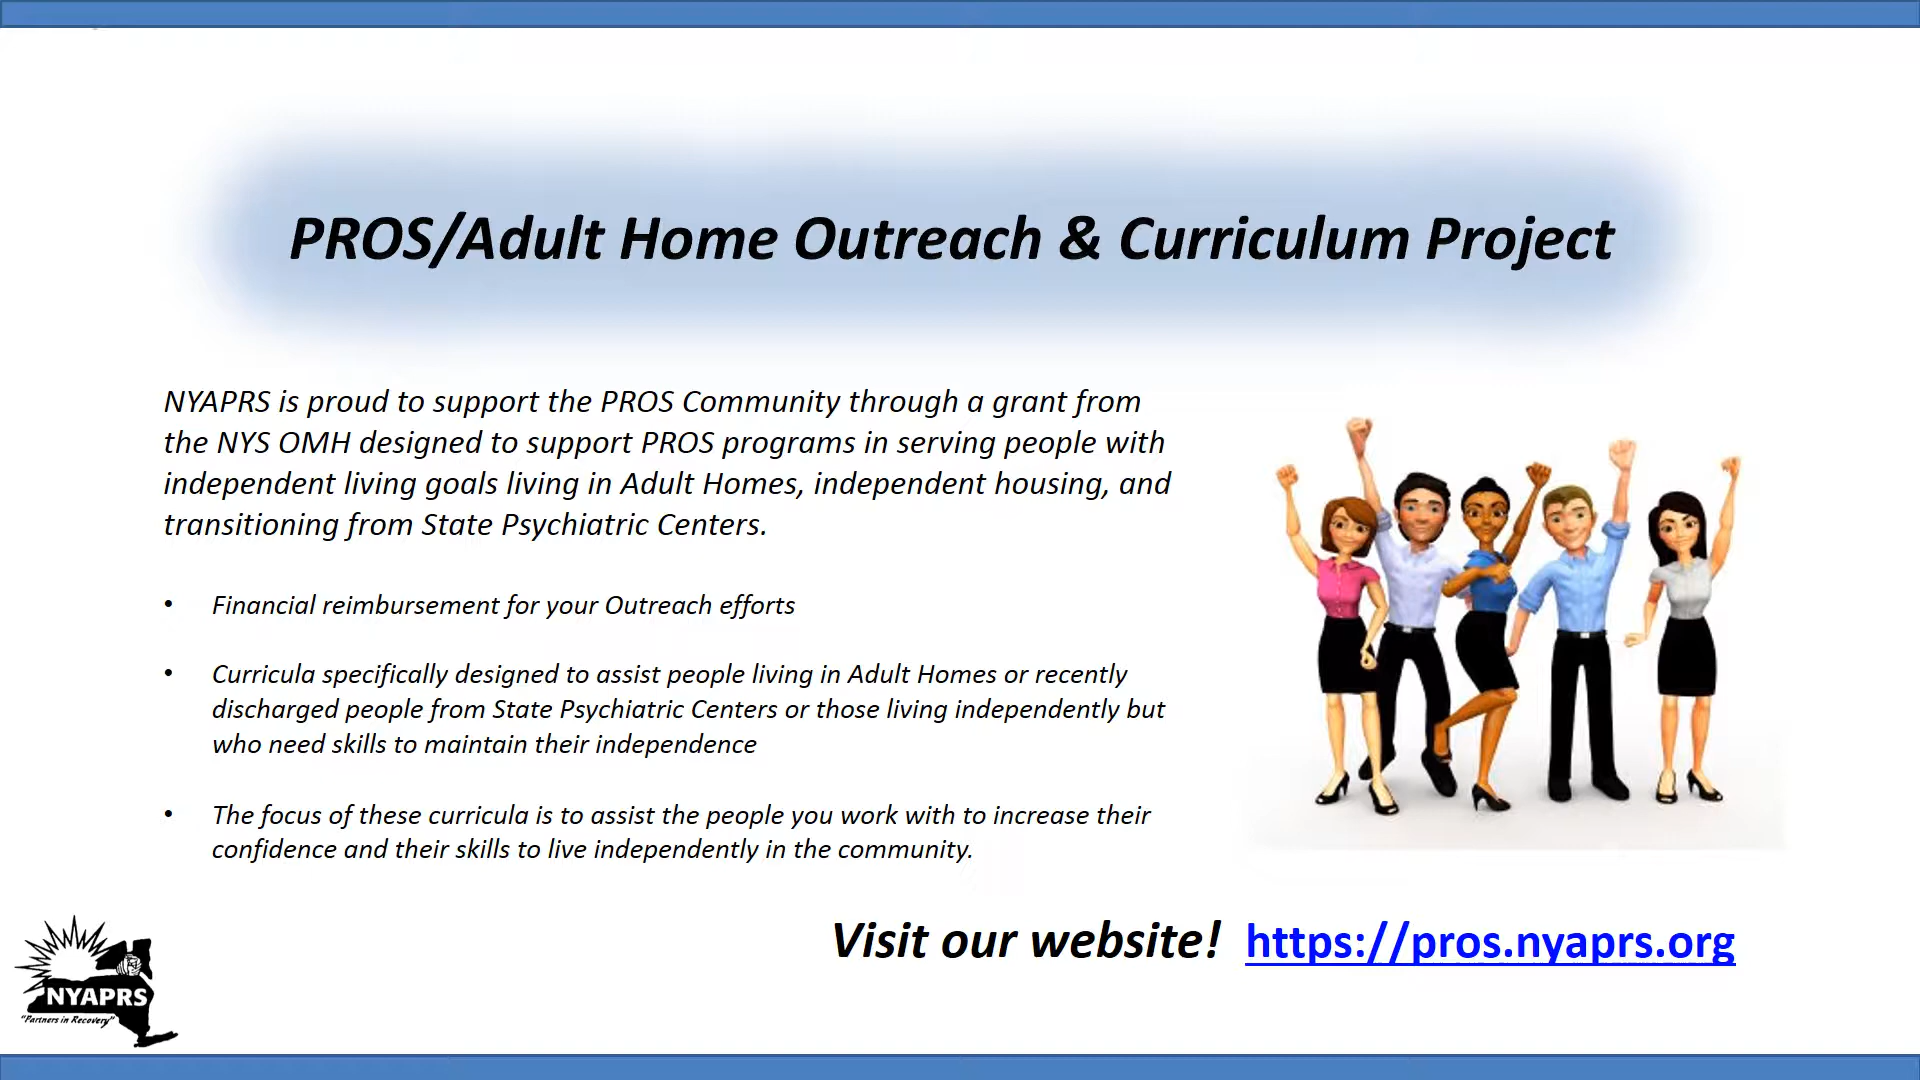 PROS/Adult Home Outreach & Curriculum Project
NYAPRS is proud to support the PROS Community through a grant from
the NYS OMH designed to support PROS programs in serving people with
independent living goals living in Adult Homes, independent housing, and
transitioning from State Psychiatric Centers.
• Financial reimbursement for your Outreach efforts
• Curricula specifically designed to assist people living in Adult Homes or recently
discharged people from State Psychiatric Centers or those living independently but
who need skills to maintain their independence
• The focus of these curricula is to assist the people you work with to increase their
confidence and their skills to live independently in the community.
Visit our website! https://pros.nyaprs.org
NYAPRS
"Partners in Recovery"